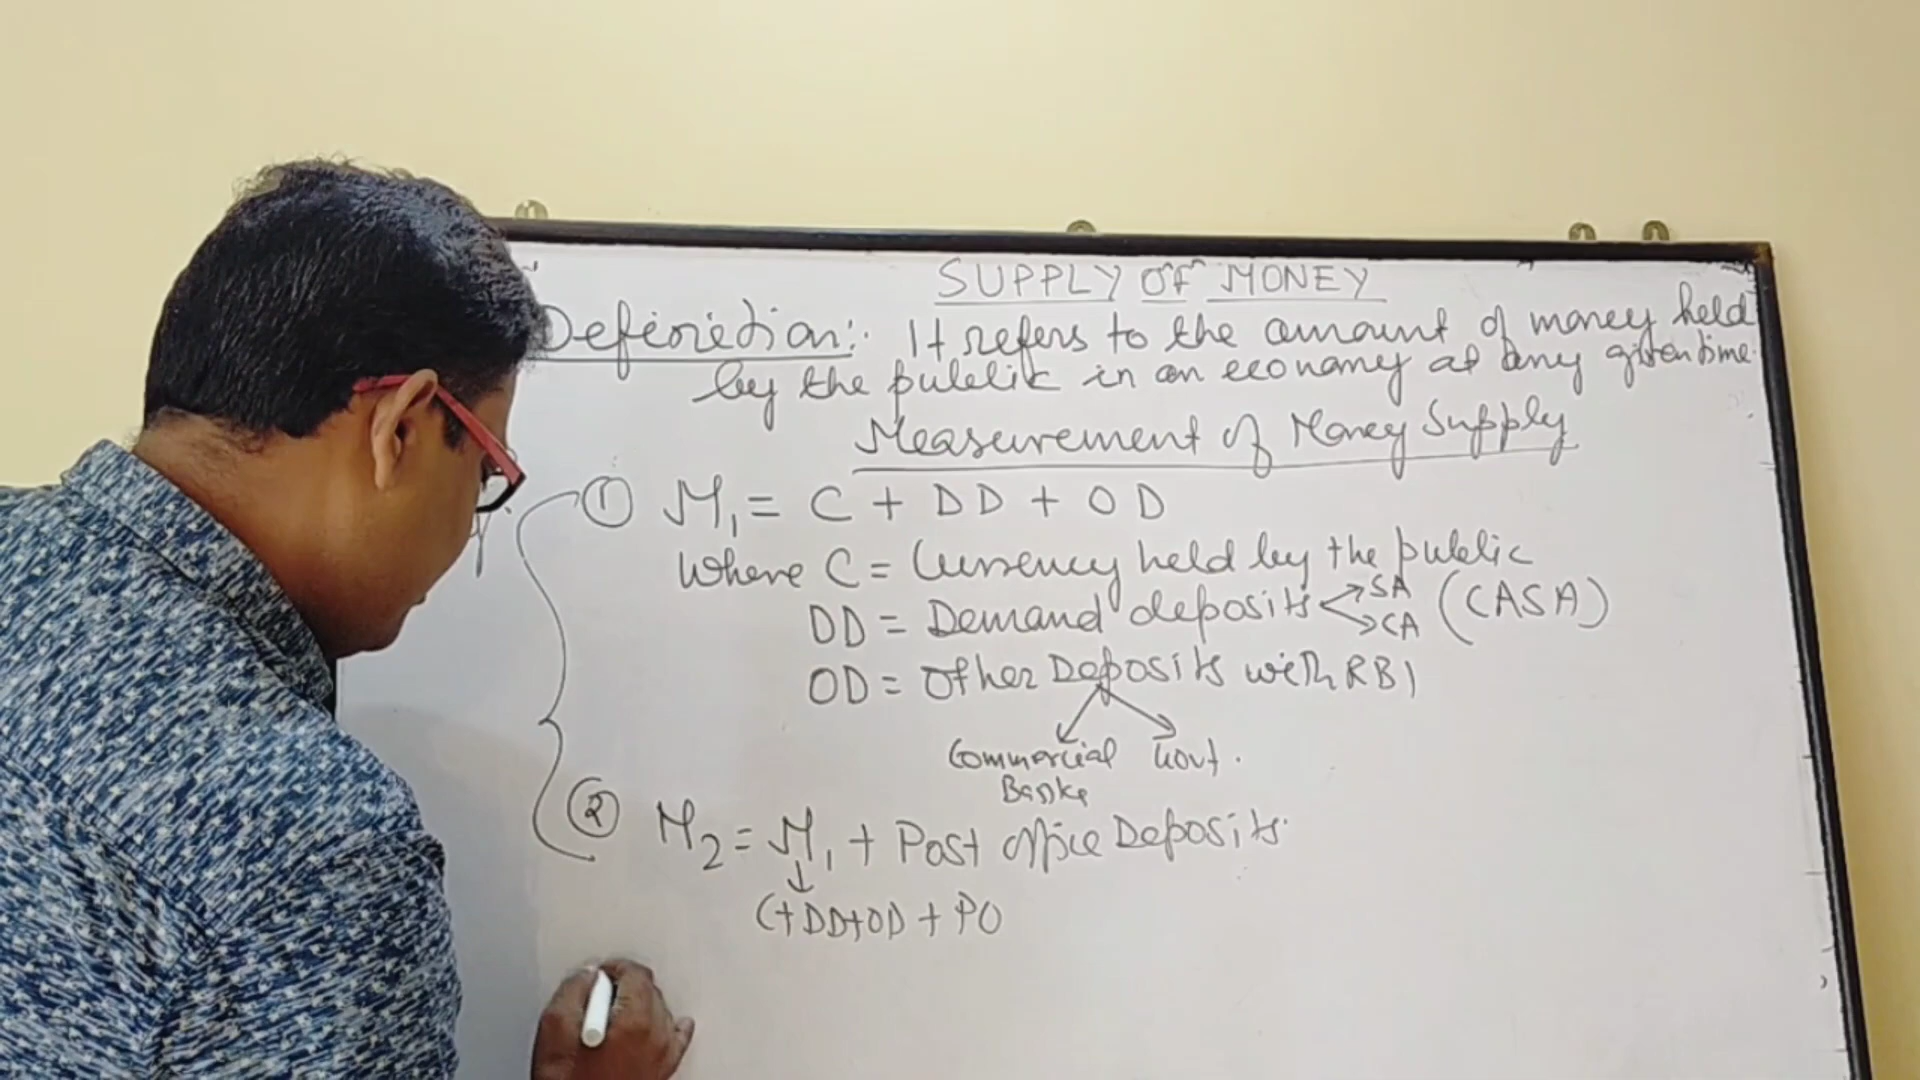 SUPPLY OF MONEY
Definition:. It refers to the amount of money held
by the public in an economy at any given time.
Measurement of Money Supply
① M₁ = C + DD + OD
Where C = Currency held by the public
DD = Demand deposits SA CA (CASA)
OD = Other Deposits with RBI
Commercial Banks Govt.
② M₂ = M₁ + Post office Deposits.
C+DD+OD + PO